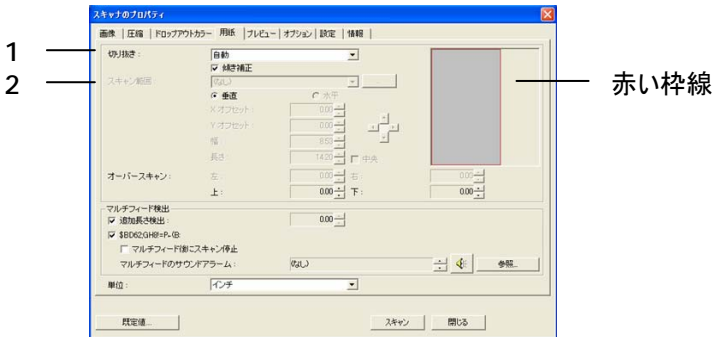 スキャナのプロパティ
画像 圧縮 ドロップアウトカラー 用紙 プレビュー オプション 設定 情報
1 切り抜き： 自動
傾き補正
2 スキャン範囲： (なし)
垂直 水平
Xオフセット： 0.00
Yオフセット： 0.00
幅： 8.50
長さ： 14.00 中央
オーバースキャン： 左： 0.00 右： 0.00
上： 0.00 下： 0.00
赤い枠線
マルチフィード検出
追加長さ検出： 0.00
$BD62;GHB!=P-(B:
マルチフィード後にスキャン停止
マルチフィードのサウンドアラーム： (なし) 参照...
単位： インチ
既定値... スキャン 閉じる